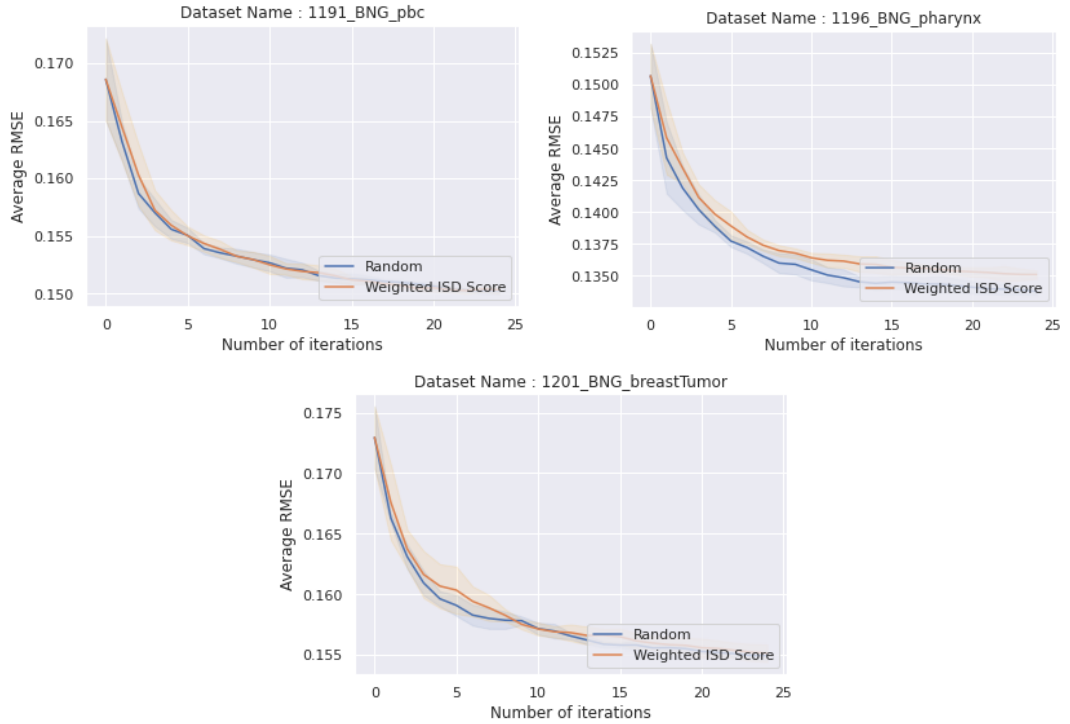 Dataset Name : 1191_BNG_pbc
Average RMSE
0.170
0.165
0.160
0.155
0.150
0
5
10
15
20
25
Number of iterations
Random
Weighted ISD Score
Dataset Name : 1196_BNG_pharynx
Average RMSE
0.1525
0.1500
0.1475
0.1450
0.1425
0.1400
0.1375
0.1350
0
5
10
15
20
25
Number of iterations
Random
Weighted ISD Score
Dataset Name : 1201_BNG_breastTumor
Average RMSE
0.175
0.170
0.165
0.160
0.155
0
5
10
15
20
25
Number of iterations
Random
Weighted ISD Score